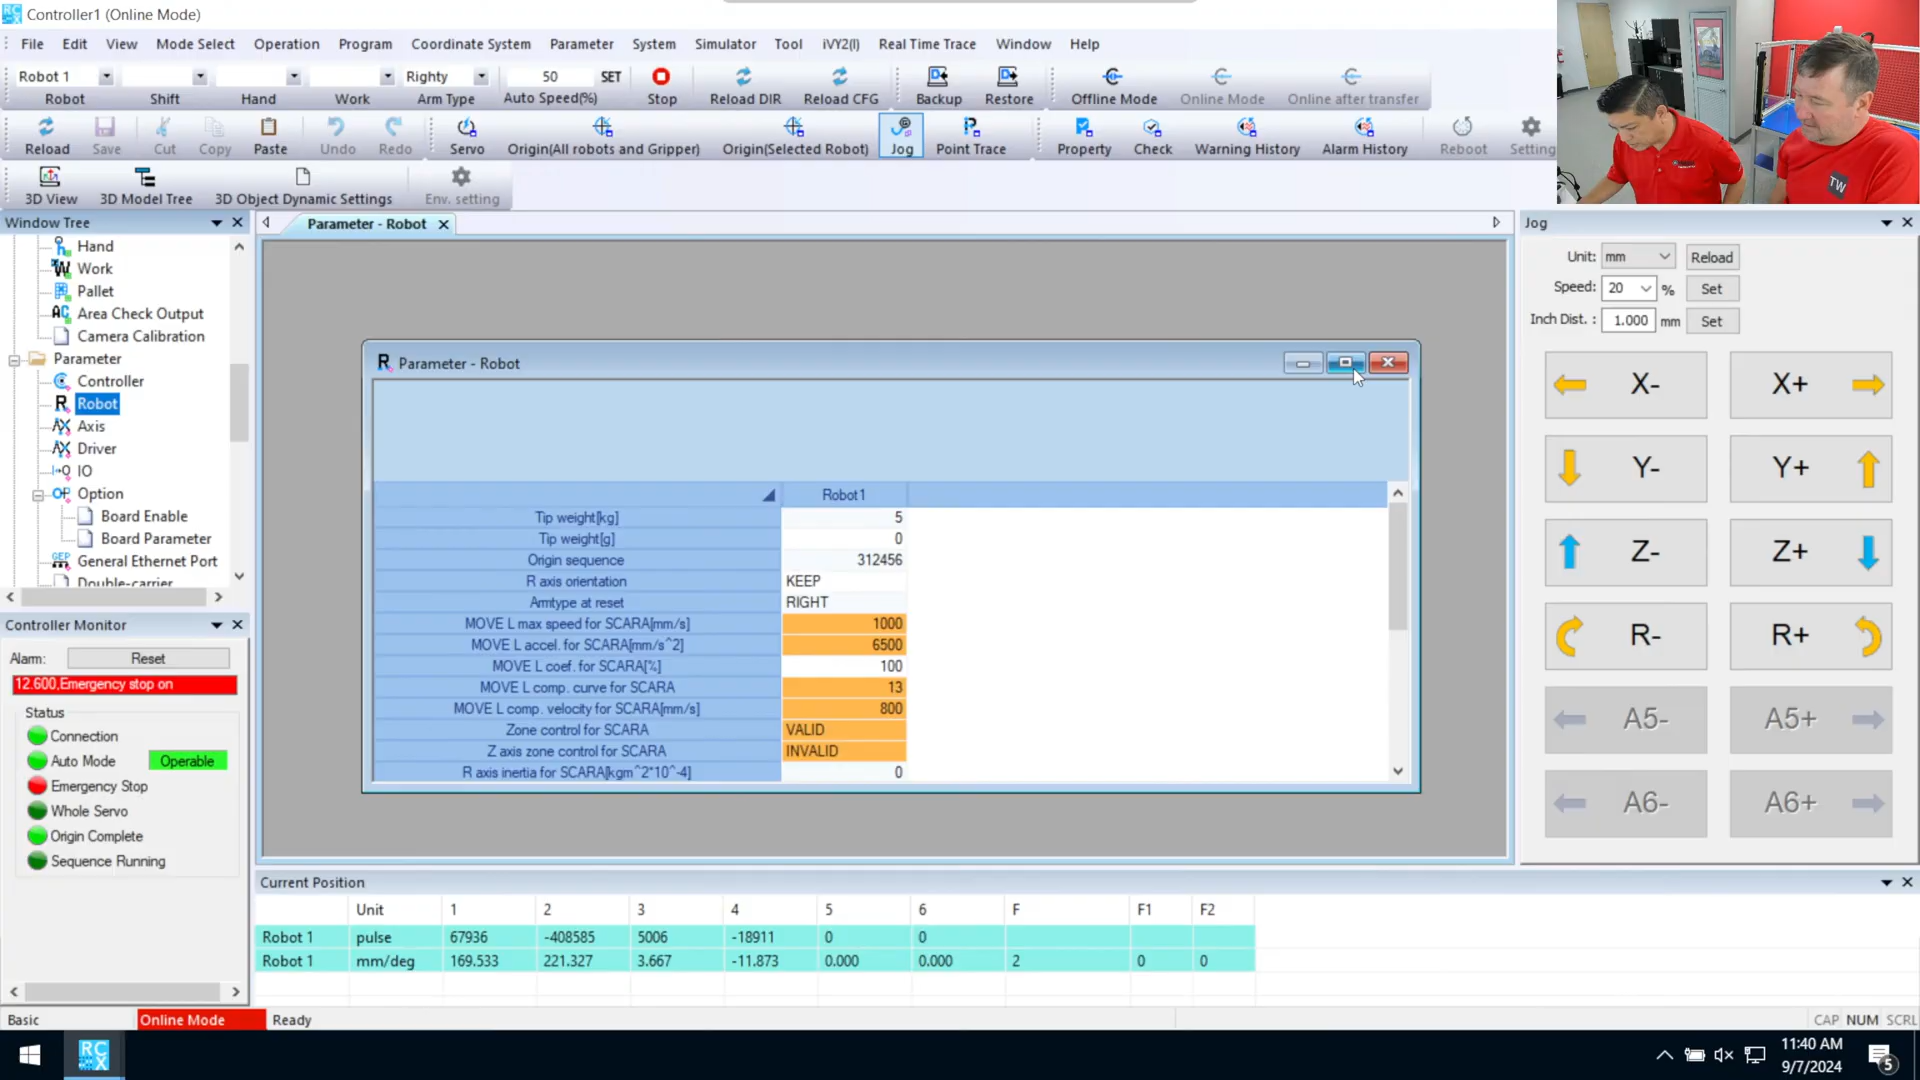 Controller1 (Online Mode)
File Edit View Mode Select Operation Program Coordinate System Parameter System Simulator Tool iVY2(I) Real Time Trace Window Help
Robot 1 Righty 50 SET
Robot Shift Hand Work Arm Type Auto Speed(%) Stop Reload DIR Reload CFG Backup Restore Offline Mode Online Mode Online after transfer
Reload Save Cut Copy Paste Undo Redo Servo Origin(All robots and Gripper) Origin(Selected Robot) Jog Point Trace Property Check Warning History Alarm History Reboot Setting
3D View 3D Model Tree 3D Object Dynamic Settings Env. setting
TW
Window Tree
Hand
Work
Pallet
Area Check Output
Camera Calibration
Parameter
Controller
Robot
Axis
Driver
IO
Option
Board Enable
Board Parameter
General Ethernet Port
Double-carrier
Parameter - Robot
Parameter - Robot
Robot1
Tip weight[kg] 5
Tip weight[g] 0
Origin sequence 312456
R axis orientation KEEP
Armtype at reset RIGHT
MOVE L max speed for SCARA[mm/s] 1000
MOVE L accel. for SCARA[mm/s^2] 6500
MOVE L coef. for SCARA[%] 100
MOVE L comp. curve for SCARA 13
MOVE L comp. velocity for SCARA[mm/s] 800
Zone control for SCARA VALID
Z axis zone control for SCARA INVALID
R axis inertia for SCARA[kgm^2*10^-4] 0
Jog
Unit: mm Reload
Speed: 20 % Set
Inch Dist. : 1.000 mm Set
X- X+
Y- Y+
Z- Z+
R- R+
A5- A5+
A6- A6+
Controller Monitor
Alarm: Reset
12.600,Emergency stop on
Status
Connection
Auto Mode Operable
Emergency Stop
Whole Servo
Origin Complete
Sequence Running
Current Position
Unit 1 2 3 4 5 6 F F1 F2
Robot 1 pulse 67936 -408585 5006 -18911 0 0
Robot 1 mm/deg 169.533 221.327 3.667 -11.873 0.000 0.000 2 0 0
Basic Online Mode Ready CAP NUM SCRL
RCX
11:40 AM
9/7/2024
5